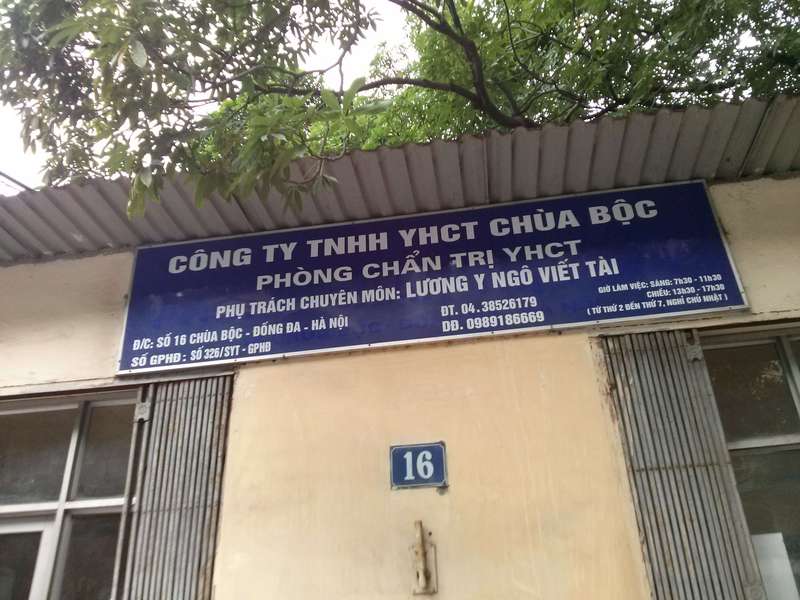 CÔNG TY TNHH YHCT CHÙA BỘC
PHÒNG CHẨN TRỊ YHCT
PHỤ TRÁCH CHUYÊN MÔN: LƯƠNG Y NGÔ VIẾT TÀI
Đ/C: SỐ 16 CHÙA BỘC - ĐỐNG ĐA - HÀ NỘI
SỐ GPHĐ: SỐ 326/SYT - GPHĐ
ĐT. 04.38526179
DĐ. 0989186669
GIỜ LÀM VIỆC: SÁNG: 7h30 - 11h30
CHIỀU: 13h30 - 17h30
( TỪ THỨ 2 ĐẾN THỨ 7, NGHỈ CHỦ NHẬT )
16